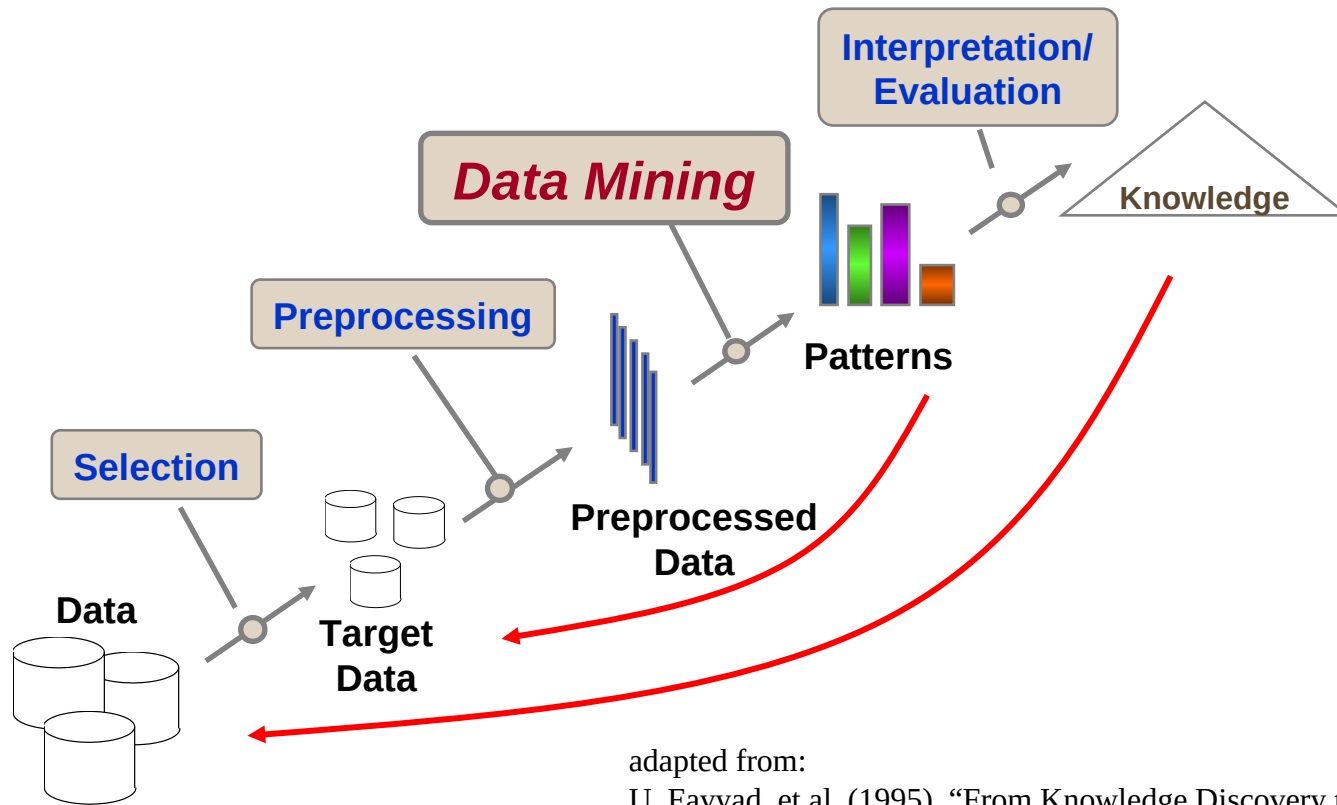 Interpretation/
Evaluation
Data Mining
Knowledge
Preprocessing
Patterns
Selection
Preprocessed
Data
Data
Target
Data
adapted from:
U. Fayyad, et al. (1995), “From Knowledge Discovery t